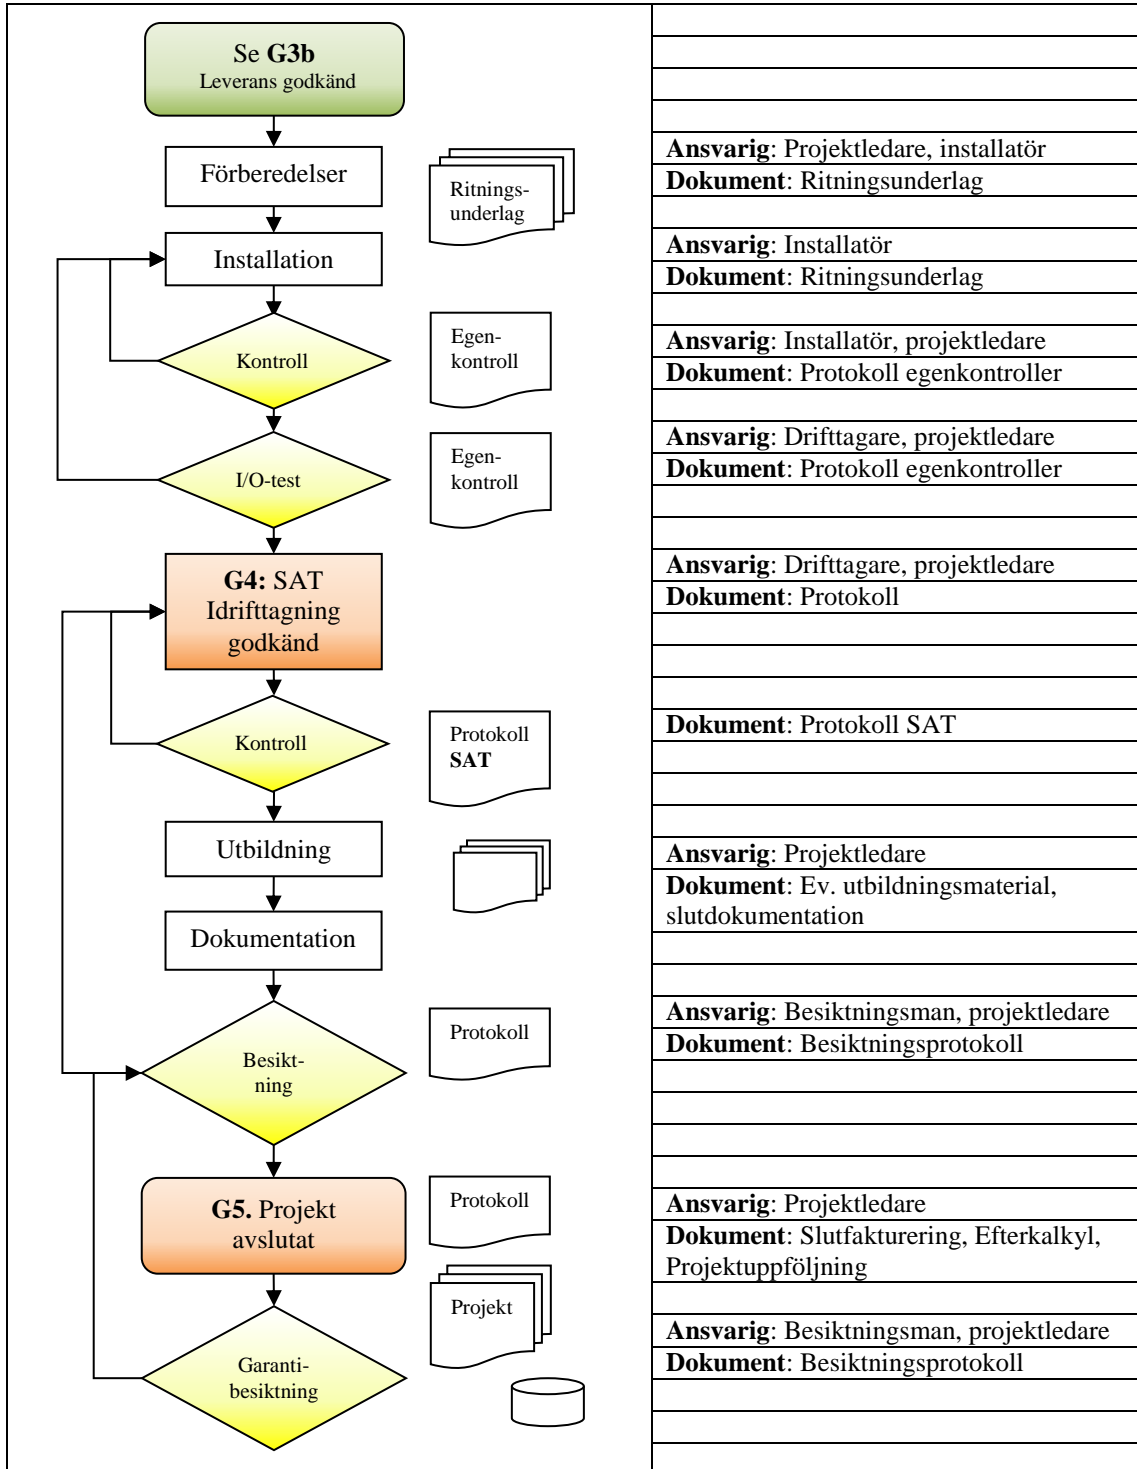 Se G3b
Leverans godkänd
Förberedelser
Ritnings-
underlag
Ansvarig: Projektledare, installatör
Dokument: Ritningsunderlag
Installation
Ansvarig: Installatör
Dokument: Ritningsunderlag
Kontroll
Egen-
kontroll
Ansvarig: Installatör, projektledare
Dokument: Protokoll egenkontroller
I/O-test
Egen-
kontroll
Ansvarig: Drifttagare, projektledare
Dokument: Protokoll egenkontroller
G4: SAT
Idrifttagning
godkänd
Ansvarig: Drifttagare, projektledare
Dokument: Protokoll
Kontroll
Protokoll
SAT
Dokument: Protokoll SAT
Utbildning
Ansvarig: Projektledare
Dokument: Ev. utbildningsmaterial,
slutdokumentation
Dokumentation
Besikt-
ning
Protokoll
Ansvarig: Besiktningsman, projektledare
Dokument: Besiktningsprotokoll
G5. Projekt
avslutat
Protokoll
Ansvarig: Projektledare
Dokument: Slutfakturering, Efterkalkyl,
Projektuppföljning
Projekt
Garanti-
besiktning
Ansvarig: Besiktningsman, projektledare
Dokument: Besiktningsprotokoll